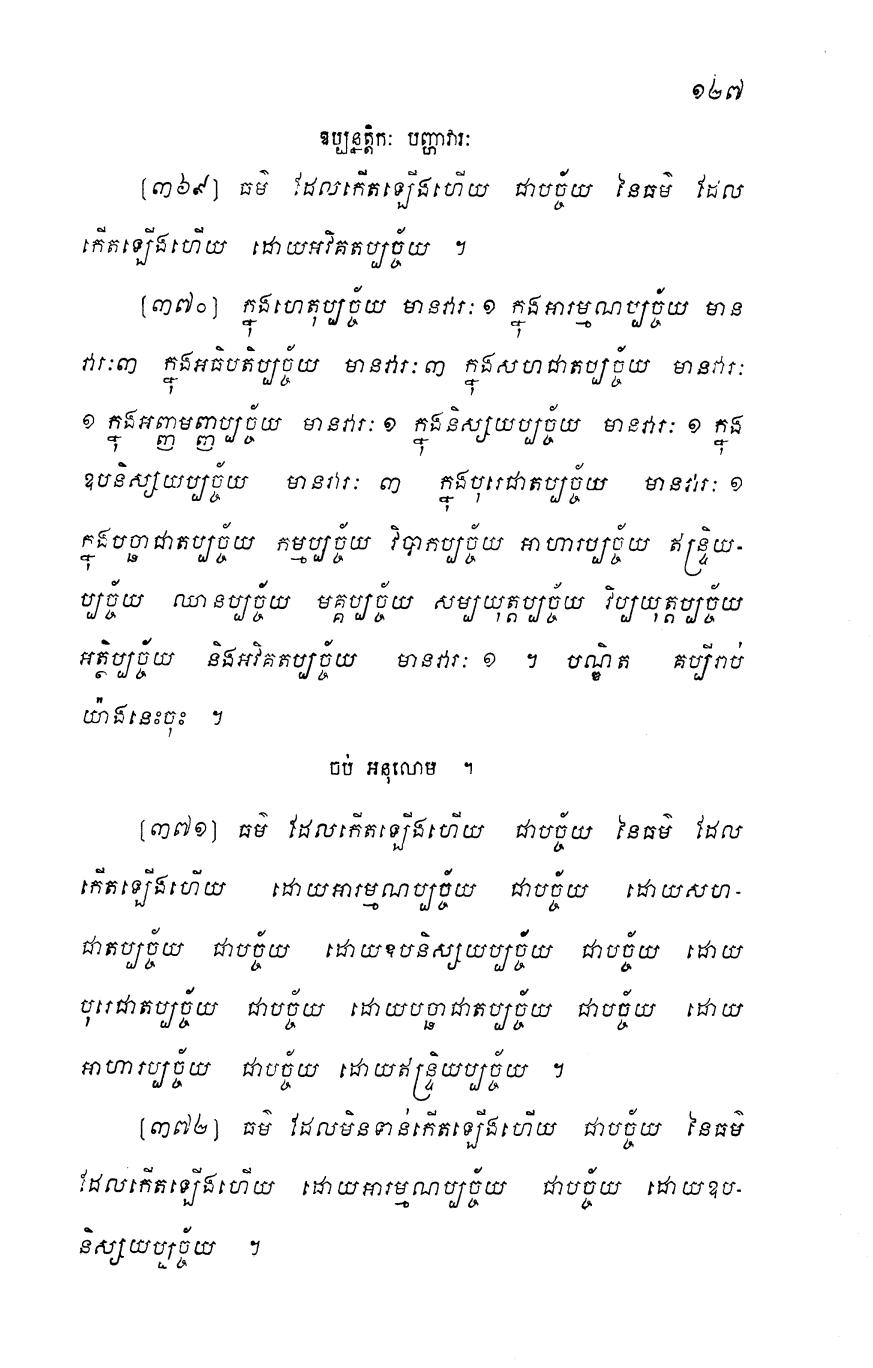 ១២៧
ឧប្បន្នត្តិកៈ បញ្ហាវារៈ
[៣៦៩] ធម៌ ដែលកើតឡើងហើយ ជាបច្ច័យ នៃធម៌ ដែល
កើតឡើងហើយ ដោយអវិគតប្បច្ច័យ ។
[៣៧០] ក្នុងហេតុប្បច្ច័យ មានវារៈ ១ ក្នុងអារម្មណប្បច្ច័យ មាន
វារៈ៣ ក្នុងអធិបតិប្បច្ច័យ មានវារៈ ៣ ក្នុងសហជាតប្បច្ច័យ មានវារៈ
១ ក្នុងអញ្ញាមញ្ញប្បច្ច័យ មានវារៈ ១ ក្នុងនិស្សយប្បច្ច័យ មានវារៈ ១ ក្នុង
ឧបនិស្សយប្បច្ច័យ មានវារៈ ៣ ក្នុងបុរេជាតប្បច្ច័យ មានវារៈ ១
ក្នុងបច្ឆាជាតប្បច្ច័យ កម្មប្បច្ច័យ វិបាកប្បច្ច័យ អាហារប្បច្ច័យ ឥន្ទ្រិយ-
ប្បច្ច័យ ឈានប្បច្ច័យ មគ្គប្បច្ច័យ សម្បយុត្តប្បច្ច័យ វិប្បយុត្តប្បច្ច័យ
អត្ថិប្បច្ច័យ និងអវិគតប្បច្ច័យ មានវារៈ ១ ។ បណ្ឌិត គប្បីរាប់
យ៉ាងនេះចុះ ។
ចប់ អនុលោម ។
[៣៧១] ធម៌ ដែលកើតឡើងហើយ ជាបច្ច័យ នៃធម៌ ដែល
កើតឡើងហើយ ដោយអារម្មណប្បច្ច័យ ជាបច្ច័យ ដោយសហ-
ជាតប្បច្ច័យ ជាបច្ច័យ ដោយឧបនិស្សយប្បច្ច័យ ជាបច្ច័យ ដោយ
បុរេជាតប្បច្ច័យ ជាបច្ច័យ ដោយបច្ឆាជាតប្បច្ច័យ ជាបច្ច័យ ដោយ
អាហារប្បច្ច័យ ជាបច្ច័យ ដោយឥន្ទ្រិយប្បច្ច័យ ។
[៣៧២] ធម៌ ដែលមិនទាន់កើតឡើងហើយ ជាបច្ច័យ នៃធម៌
ដែលកើតឡើងហើយ ដោយអារម្មណប្បច្ច័យ ជាបច្ច័យ ដោយឧប-
និស្សយប្បច្ច័យ ។